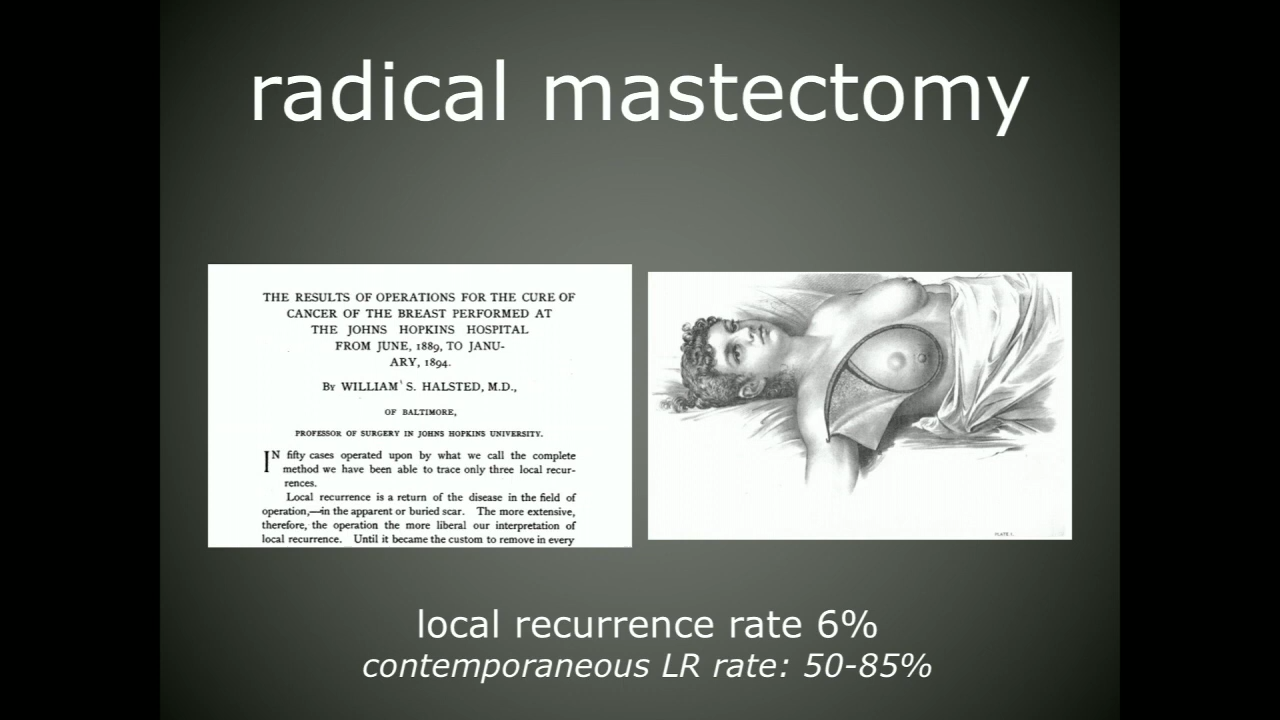 radical mastectomy
THE RESULTS OF OPERATIONS FOR THE CURE OF
CANCER OF THE BREAST PERFORMED AT
THE JOHNS HOPKINS HOSPITAL
FROM JUNE, 1889, TO JANU-
ARY, 1894.
By WILLIAM S. HALSTED, M.D.,
OF BALTIMORE,
PROFESSOR OF SURGERY IN JOHNS HOPKINS UNIVERSITY.
IN fifty cases operated upon by what we call the complete
method we have been able to trace only three local recur-
rences.
Local recurrence is a return of the disease in the field of
operation,—in the apparent or buried scar. The more extensive,
therefore, the operation the more liberal our interpretation of
local recurrence. Until it became the custom to remove in every
PLATE I.
local recurrence rate 6%
contemporaneous LR rate: 50-85%